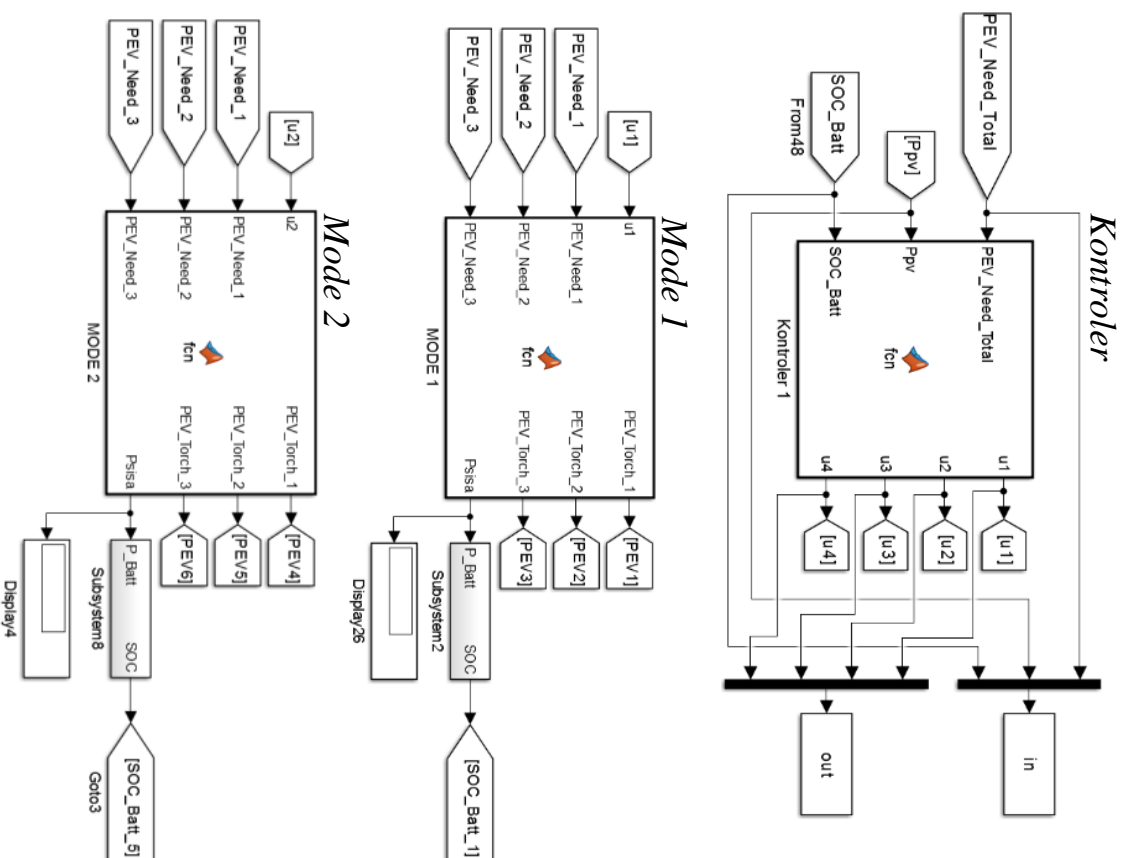 Kontroler
PEV_Need_Total
[Ppv]
SOC_Batt
From48
PEV_Need_Total
Ppv
SOC_Batt
fcn
u1
u2
u3
u4
Kontroler 1
[u1]
[u2]
[u3]
[u4]
in
out
Mode 1
[u1]
PEV_Need_1
PEV_Need_2
PEV_Need_3
u1
PEV_Need_1
PEV_Need_2
PEV_Need_3
fcn
PEV_Torch_1
PEV_Torch_2
PEV_Torch_3
Psisa
MODE 1
[PEV1]
[PEV2]
[PEV3]
P_Batt
SOC
Subsystem2
Display26
[SOC_Batt_1]
Mode 2
[u2]
PEV_Need_1
PEV_Need_2
PEV_Need_3
u2
PEV_Need_1
PEV_Need_2
PEV_Need_3
fcn
PEV_Torch_1
PEV_Torch_2
PEV_Torch_3
Psisa
MODE 2
[PEV4]
[PEV5]
[PEV6]
P_Batt
SOC
Subsystem8
Display4
[SOC_Batt_5]
Goto3